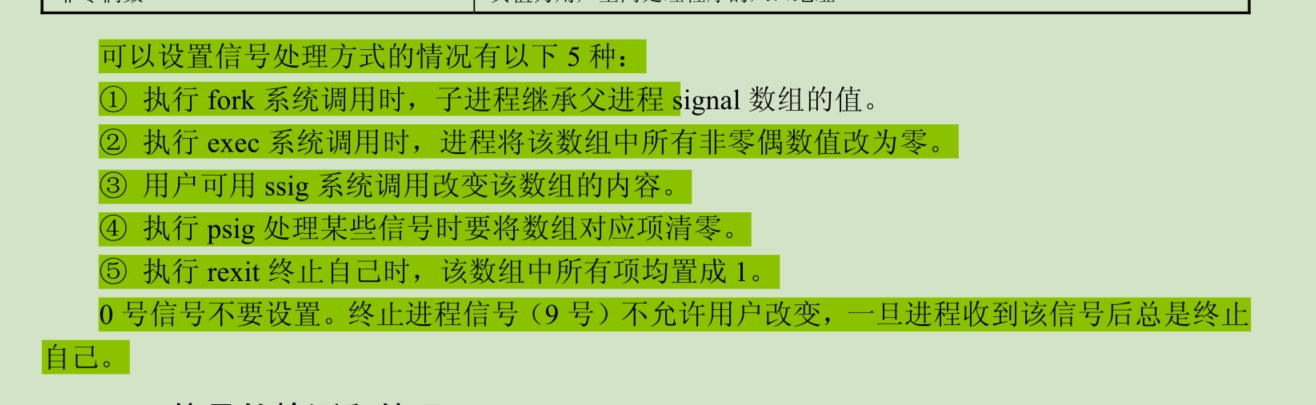 可以设置信号处理方式的情况有以下 5 种：
① 执行 fork 系统调用时，子进程继承父进程 signal 数组的值。
② 执行 exec 系统调用时，进程将该数组中所有非零偶数值改为零。
③ 用户可用 ssig 系统调用改变该数组的内容。
④ 执行 psig 处理某些信号时要将数组对应项清零。
⑤ 执行 rexit 终止自己时，该数组中所有项均置成 1。
0 号信号不要设置。终止进程信号（9 号）不允许用户改变，一旦进程收到该信号后总是终止
自己。